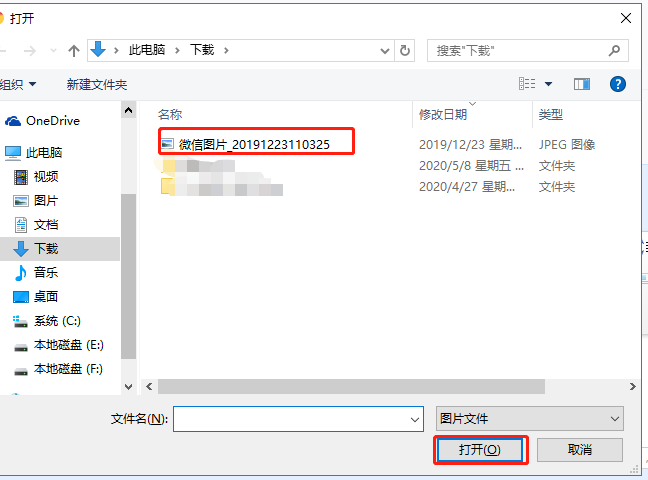 打开
此电脑 > 下载 >
搜索"下载"
组织
新建文件夹
名称
修改日期
类型
OneDrive
此电脑
视频
图片
文档
下载
音乐
桌面
系统 (C:)
本地磁盘 (E:)
本地磁盘 (F:)
微信图片_20191223110325
2019/12/23 星期...
JPEG 图像
2020/5/8 星期五 ...
文件夹
2020/4/27 星期...
文件夹
文件名(N):
图片文件
打开(O)
取消